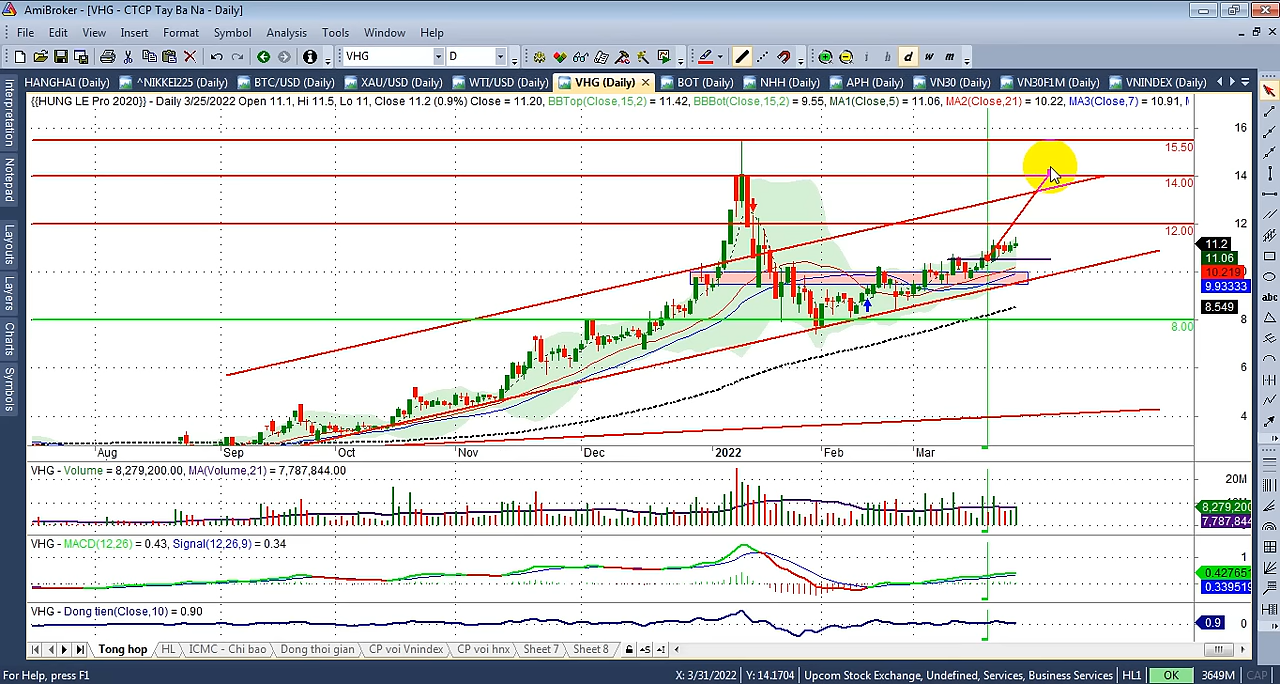 AmiBroker - [VHG - CTCP Tay Ba Na - Daily]
File Edit View Insert Format Symbol Analysis Tools Window Help
VHG D i h d w m
HANGHAI (Daily) ^NIKKEI225 (Daily) BTC/USD (Daily) XAU/USD (Daily) WTI/USD (Daily) VHG (Daily) BOT (Daily) NHH (Daily) APH (Daily) VN30 (Daily) VN30F1M (Daily) VNINDEX (Daily)
Interpretation
Notepad
Layouts
Layers
Charts
Symbols
{{HUNG LE Pro 2020}} - Daily 3/25/2022 Open 11.1, Hi 11.5, Lo 11, Close 11.2 (0.9%) Close = 11.20, BBTop(Close,15,2) = 11.42, BBBot(Close,15,2) = 9.55, MA1(Close,5) = 11.06, MA2(Close,21) = 10.22, MA3(Close,7) = 10.91,
16
15.50
14
14.00
12
12.00
11.2
11.06
10.219
9.93333
8.549
8
8.00
6
4
abc
Aug Sep Oct Nov Dec 2022 Feb Mar
VHG - Volume = 8,279,200.00, MA(Volume,21) = 7,787,844.00
20M
8,279,200
7,787,844
VHG - MACD(12,26) = 0.43, Signal(12,26,9) = 0.34
1
0.427651
0.339519
VHG - Dong tien(Close,10) = 0.90
0.9 0
Tong hop HL ICMC - Chi bao Dong thoi gian CP voi Vnindex CP voi hnx Sheet 7 Sheet 8
For Help, press F1 X: 3/31/2022 Y: 14.1704 Upcom Stock Exchange, Undefined, Services, Business Services HL1 OK 3649M CAP